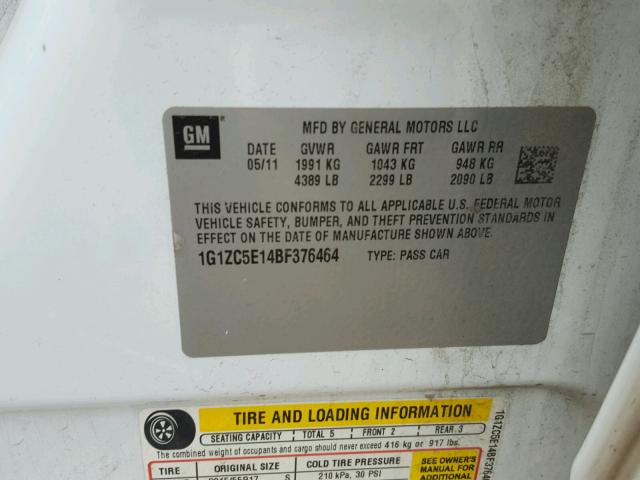 GM
MFD BY GENERAL MOTORS LLC
DATE GVWR GAWR FRT GAWR RR
05/11 1991 KG 1043 KG 948 KG
4389 LB 2299 LB 2090 LB
THIS VEHICLE CONFORMS TO ALL APPLICABLE U.S. FEDERAL MOTOR
VEHICLE SAFETY, BUMPER, AND THEFT PREVENTION STANDARDS IN
EFFECT ON THE DATE OF MANUFACTURE SHOWN ABOVE.
1G1ZC5E14BF376464 TYPE: PASS CAR
TIRE AND LOADING INFORMATION
SEATING CAPACITY TOTAL 5 FRONT 2 REAR 3
The combined weight of occupants and cargo should never exceed 416 kg or 917 lbs.
TIRE ORIGINAL SIZE COLD TIRE PRESSURE
210 kPa, 30 PSI
SEE OWNER'S
MANUAL FOR
ADDITIONAL
1G1ZC5E14BF3764